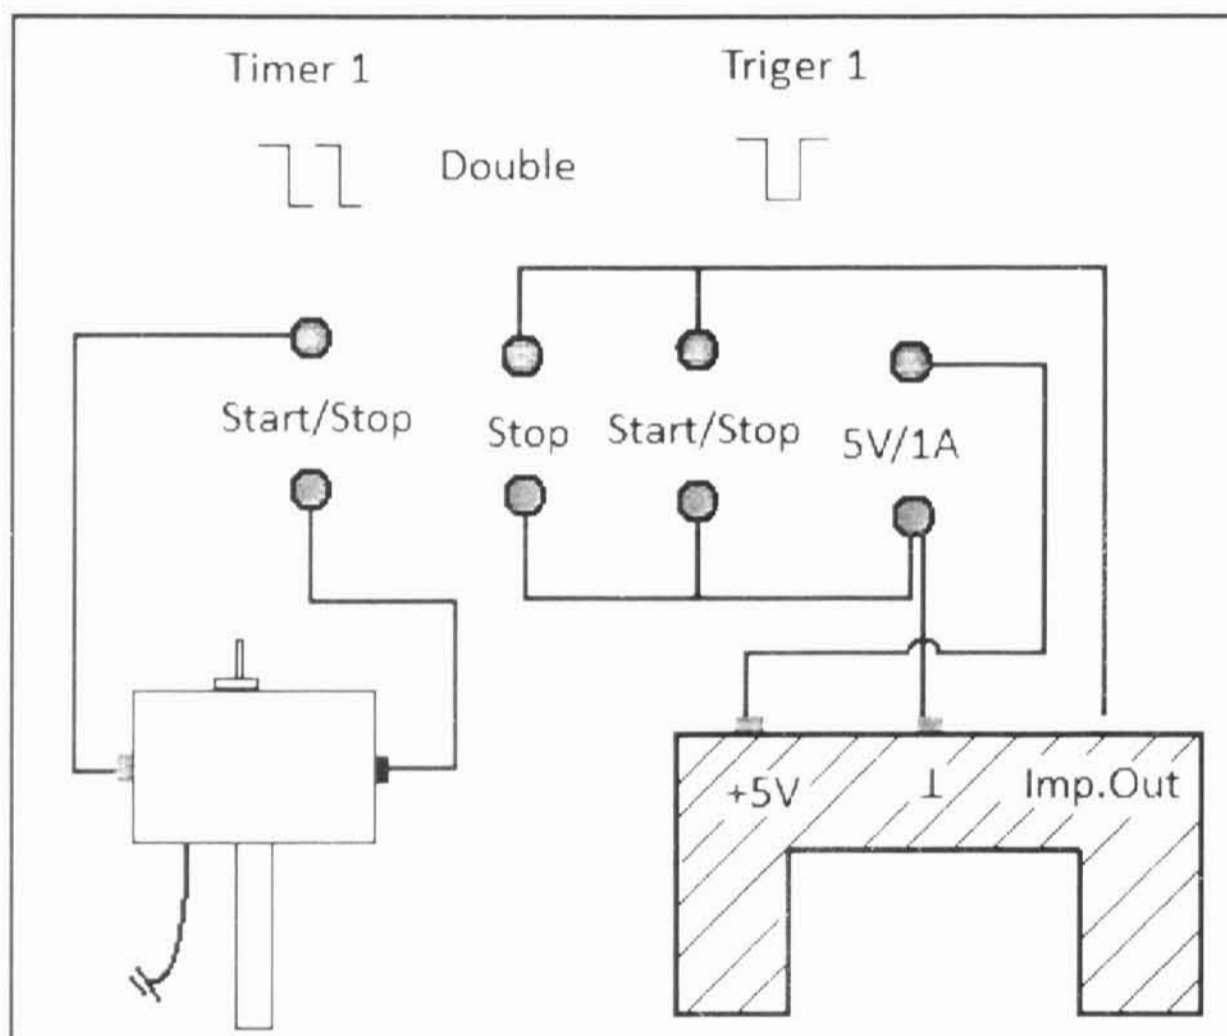 Timer 1
Triger 1
Double
Start/Stop
Stop
Start/Stop
5V/1A
+5V
⊥
Imp.Out